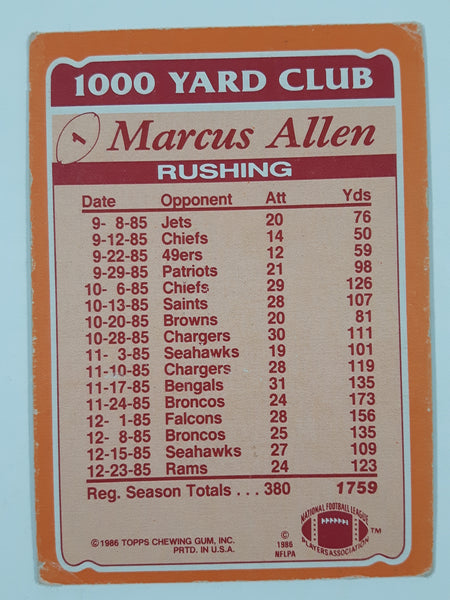 1000 YARD CLUB
1 Marcus Allen
RUSHING
Date Opponent Att Yds
9- 8-85 Jets 20 76
9-12-85 Chiefs 14 50
9-22-85 49ers 12 59
9-29-85 Patriots 21 98
10- 6-85 Chiefs 29 126
10-13-85 Saints 28 107
10-20-85 Browns 20 81
10-28-85 Chargers 30 111
11- 3-85 Seahawks 19 101
11-10-85 Chargers 28 119
11-17-85 Bengals 31 135
11-24-85 Broncos 24 173
12- 1-85 Falcons 28 156
12- 8-85 Broncos 25 135
12-15-85 Seahawks 27 109
12-23-85 Rams 24 123
Reg. Season Totals . . . 380 1759
© 1986 TOPPS CHEWING GUM, INC.
PRTD. IN U.S.A.
©
1986
NFLPA
NATIONAL FOOTBALL LEAGUE
PLAYERS ASSOCIATION
TM